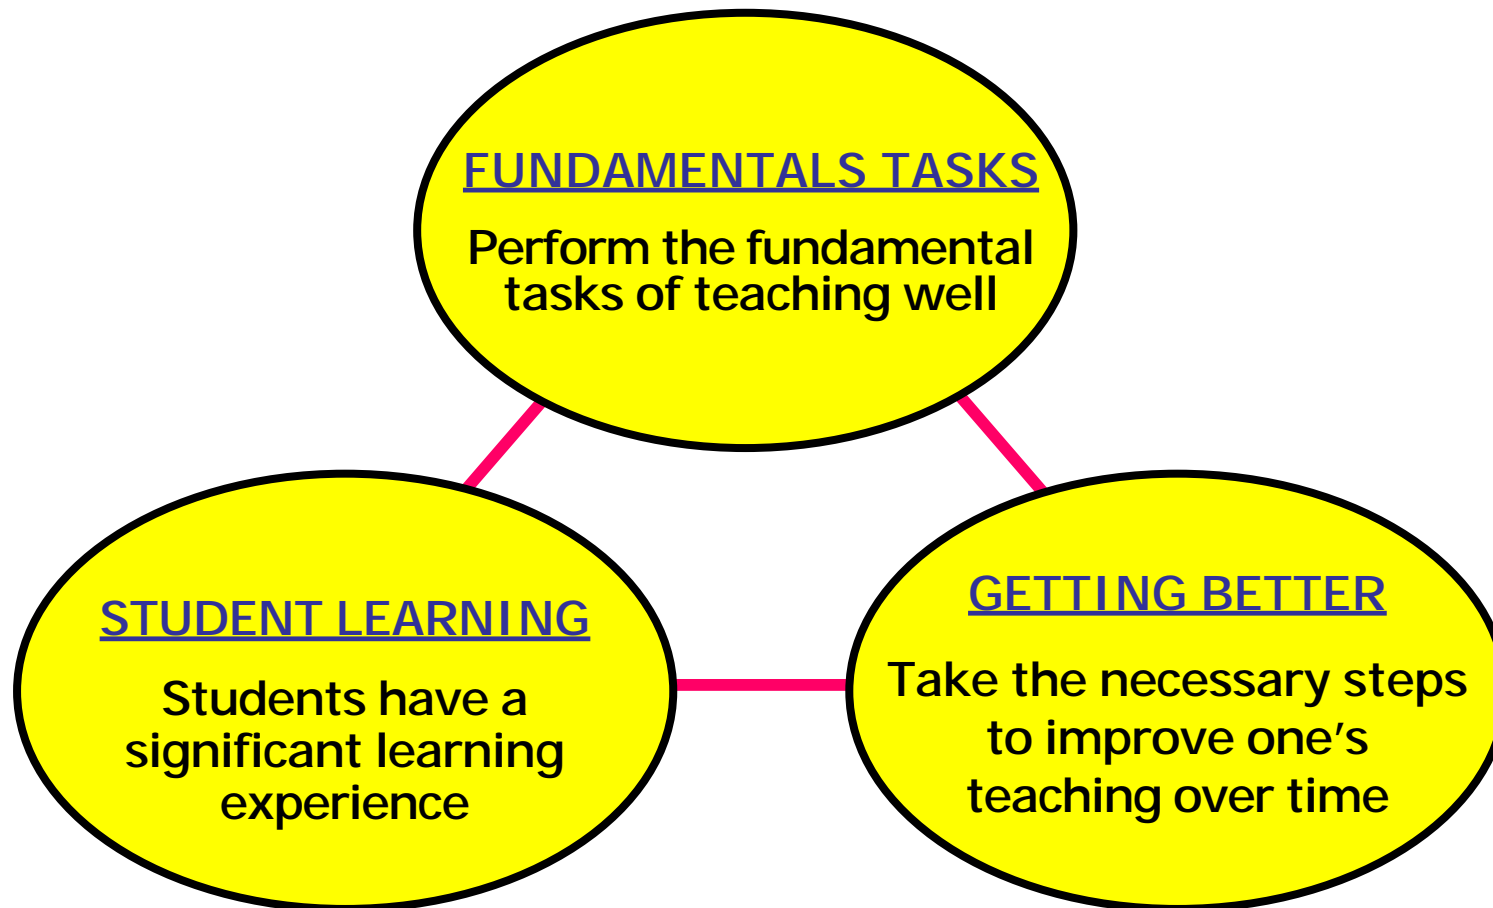 FUNDAMENTALS TASKS
Perform the fundamental
tasks of teaching well
STUDENT LEARNING
Students have a
significant learning
experience
GETTING BETTER
Take the necessary steps
to improve one’s
teaching over time